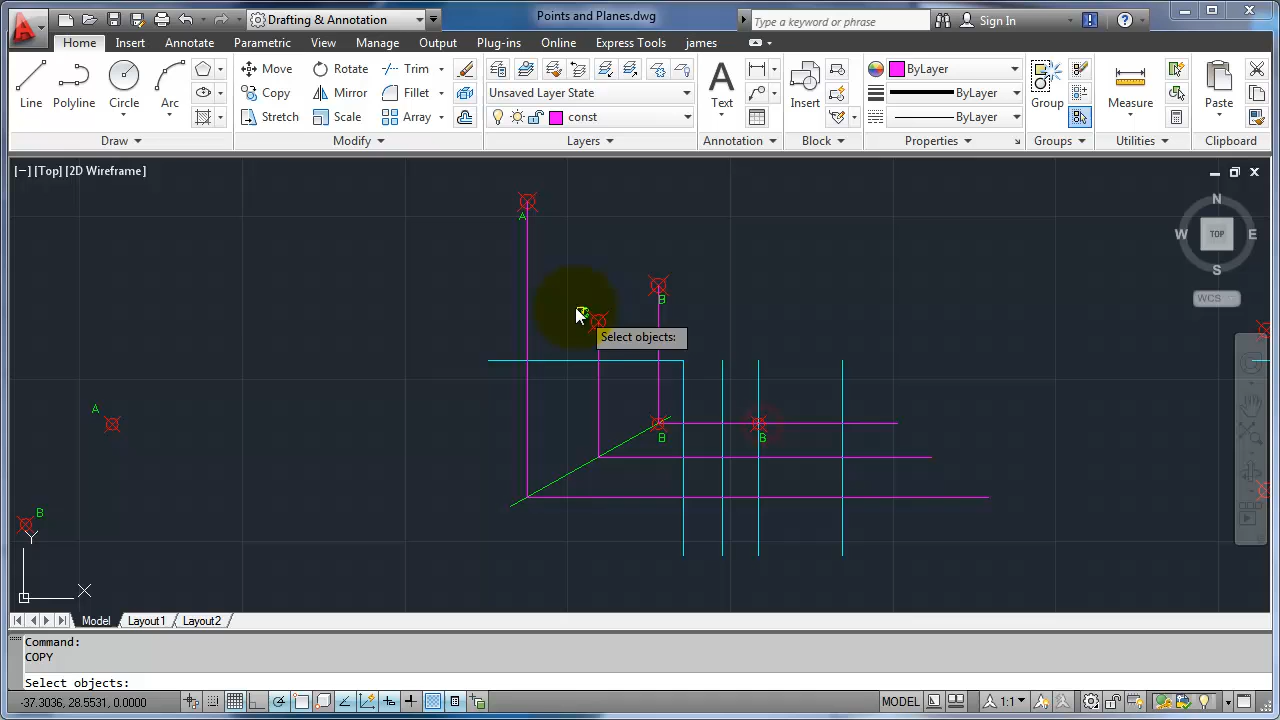 Drafting & Annotation
Points and Planes.dwg
Type a keyword or phrase
Sign In
Home Insert Annotate Parametric View Manage Output Plug-ins Online Express Tools james
Line Polyline Circle Arc
Move Rotate Trim
Copy Mirror Fillet
Stretch Scale Array
Unsaved Layer State
const
Text
Insert
ByLayer
ByLayer
ByLayer
Group
Measure
Paste
Draw Modify Layers Annotation Block Properties Groups Utilities Clipboard
[−] [Top] [2D Wireframe]
N
W TOP E
S
WCS
A
B
Select objects:
A
B
B
B
Y
X
Model Layout1 Layout2
Command:
COPY
Select objects:
-37.3036, 28.5531, 0.0000
MODEL
1:1